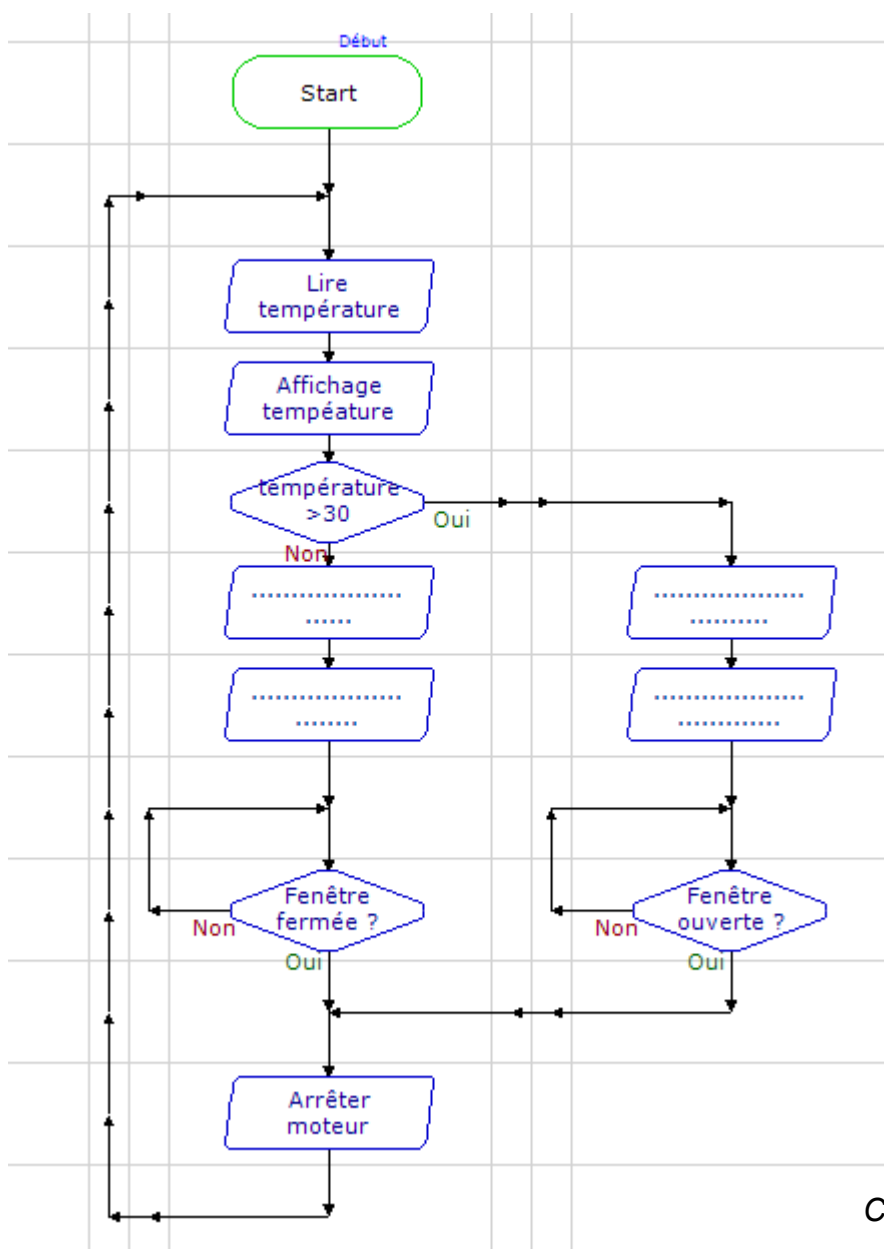 Début
Start
Lire
température
Affichage
tempéature
température
>30
Oui
Non
...................
......
...................
..........
...................
........
...................
.............
Fenêtre
fermée ?
Non
Oui
Fenêtre
ouverte ?
Non
Oui
Arrêter
moteur
C